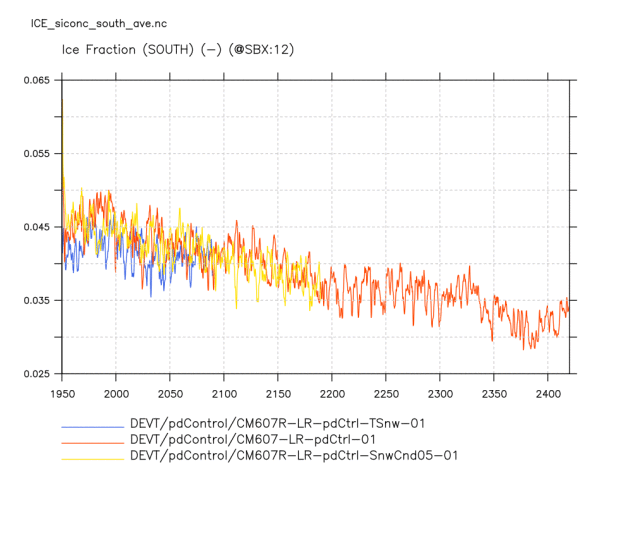 ICE_siconc_south_ave.nc
Ice Fraction (SOUTH) (-) (@SBX:12)
0.065
0.055
0.045
0.035
0.025
1950 2000 2050 2100 2150 2200 2250 2300 2350 2400
DEVT/pdControl/CM607R-LR-pdCtrl-TSnw-01
DEVT/pdControl/CM607-LR-pdCtrl-01
DEVT/pdControl/CM607R-LR-pdCtrl-SnwCnd05-01